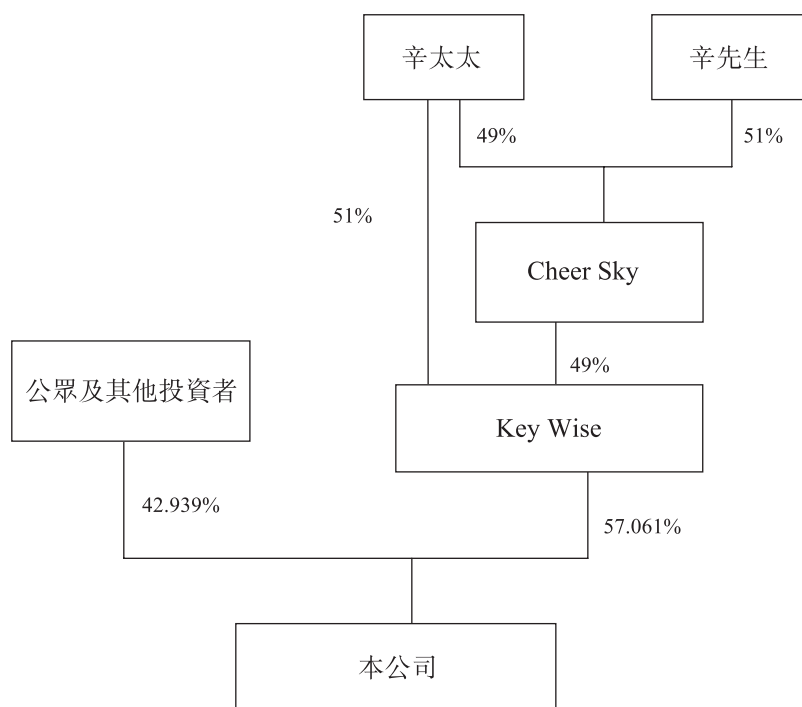 辛太太
辛先生
49%
51%
51%
Cheer Sky
49%
公眾及其他投資者
Key Wise
42.939%
57.061%
本公司